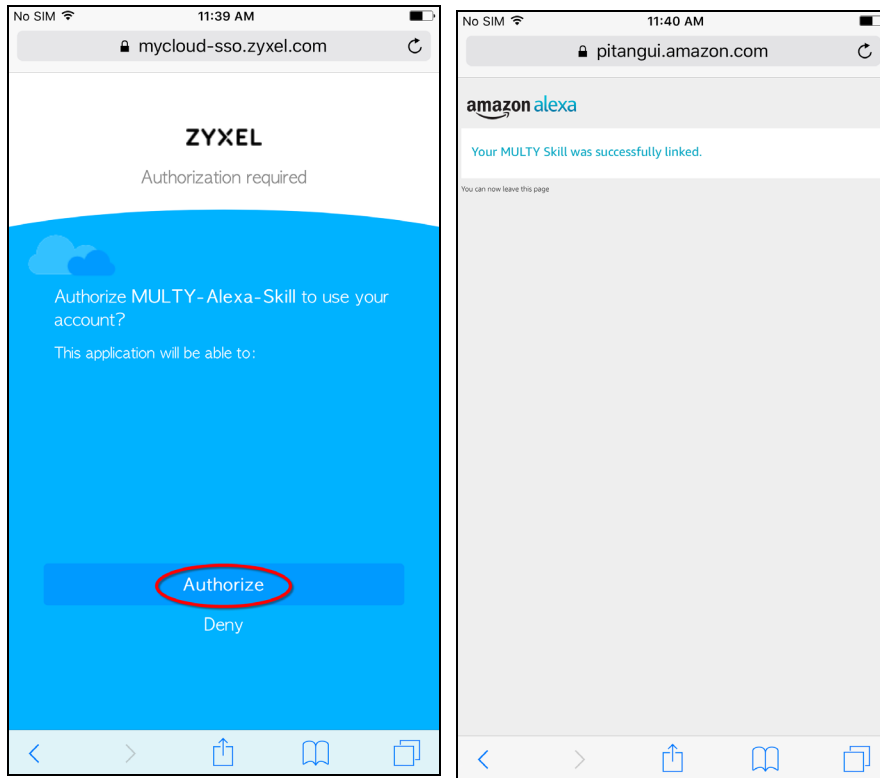 No SIM 11:39 AM
mycloud-sso.zyxel.com
ZYXEL
Authorization required
Authorize MULTY-Alexa-Skill to use your
account?
This application will be able to:
Authorize
Deny
No SIM 11:40 AM
pitangui.amazon.com
amazon alexa
Your MULTY Skill was successfully linked.
You can now leave this page